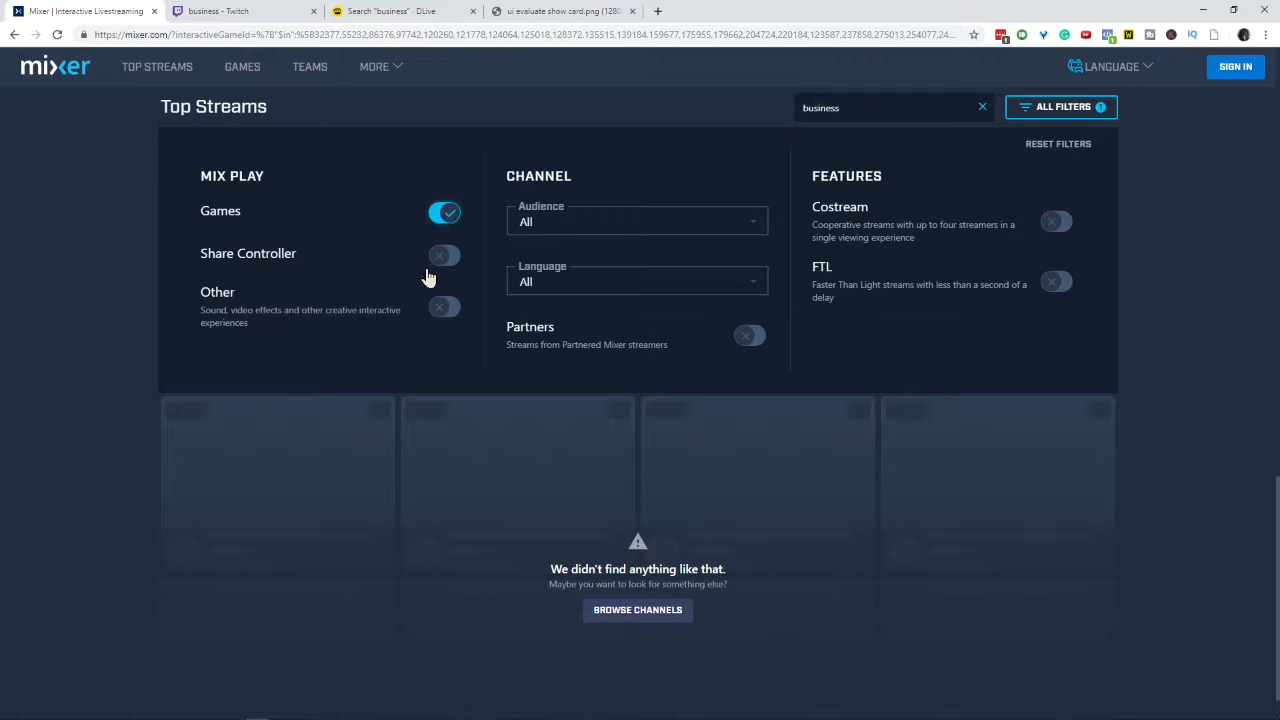 Mixer | Interactive Livestreaming
business - Twitch
Search "business" - DLive
ui evaluate show card.png (1280
https://mixer.com/?interactiveGameId=%7B"$in":%5B32377,55232,86376,97742,120260,121778,124064,125018,128372,135515,139184,159677,175955,196956,204724,220184,123587,237858,275013,254077,24...
mixer
TOP STREAMS
GAMES
TEAMS
MORE
LANGUAGE
SIGN IN
Top Streams
business
ALL FILTERS 1
RESET FILTERS
MIX PLAY
Games
Share Controller
Other
Sound, video effects and other creative interactive
experiences
CHANNEL
Audience
All
Language
All
Partners
Streams from Partnered Mixer streamers
FEATURES
Costream
Cooperative streams with up to four streamers in a
single viewing experience
FTL
Faster Than Light streams with less than a second of a
delay
We didn't find anything like that.
Maybe you want to look for something else?
BROWSE CHANNELS